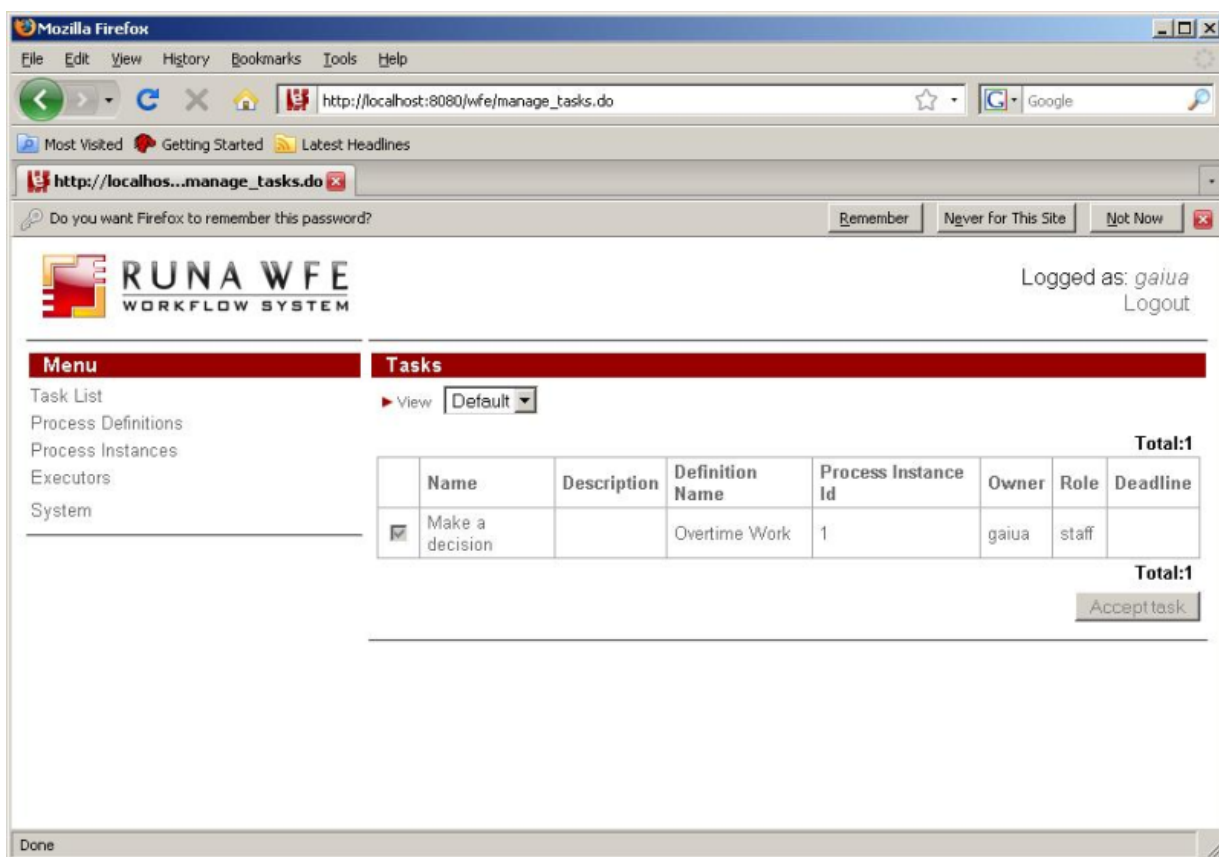 Mozilla Firefox
File Edit View History Bookmarks Tools Help
http://localhost:8080/wfe/manage_tasks.do
G Google
Most Visited Getting Started Latest Headlines
http://localhos...manage_tasks.do
Do you want Firefox to remember this password? Remember Never for This Site Not Now
RUNA WFE
WORKFLOW SYSTEM
Logged as: gaiua
Logout
Menu
Task List
Process Definitions
Process Instances
Executors
System
Tasks
View Default
Total:1
Name Description Definition Name Process Instance Id Owner Role Deadline
Make a decision Overtime Work 1 gaiua staff
Total:1
Accept task
Done